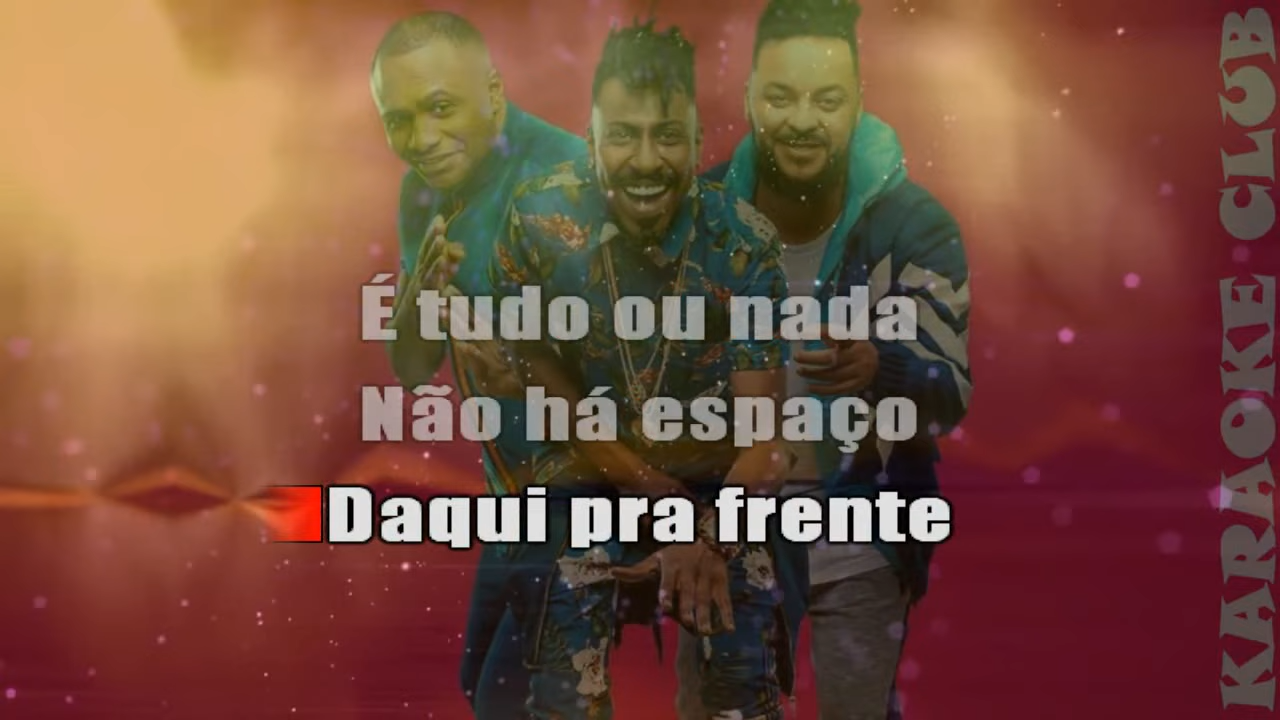 É tudo ou nada
Não há espaço
Daqui pra frente
KARAOKE CLUB